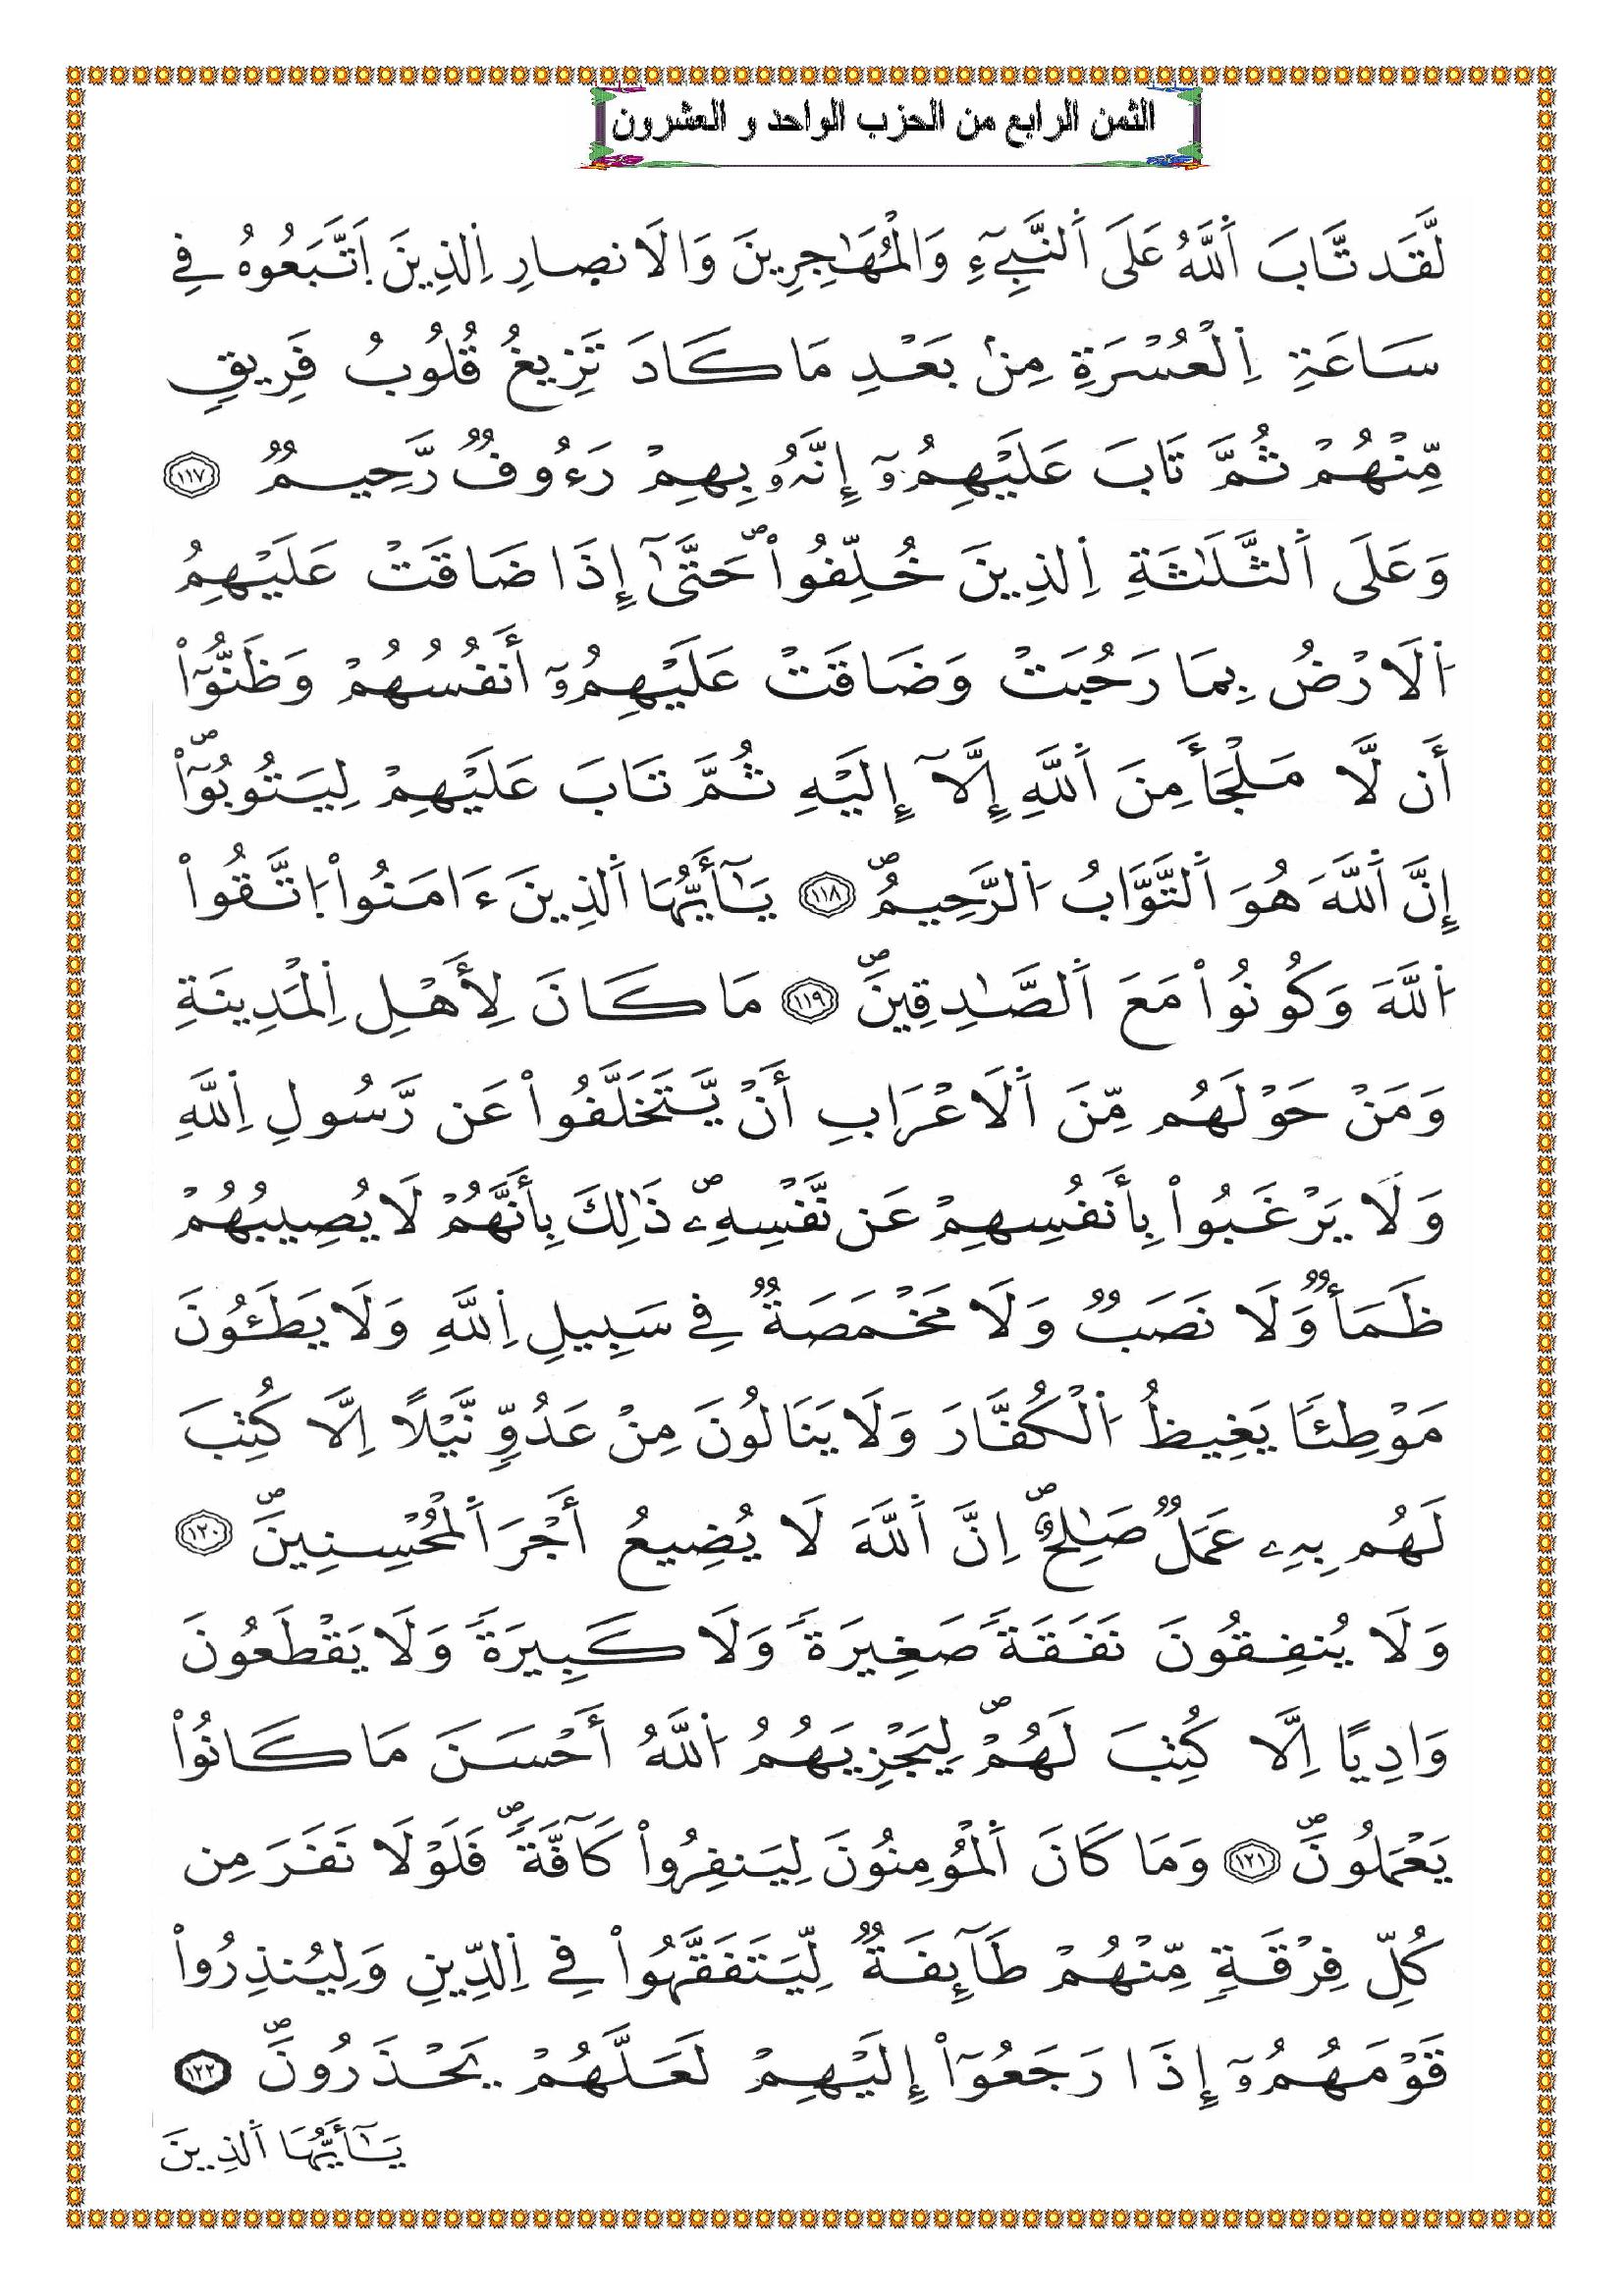 الثمن الرابع من الحزب الواحد و العشرون
لَّقَد تَّابَ اَ۬للَّهُ عَلَى اَ۬لنَّبِےٓءِ وَالْمُهَٰجِرِينَ وَالَانصِارِ اِ۬لذِينَ اَ۪تَّبَعُوهُ فِے
سَاعَةِ اِ۬لْعُسْرَةِ مِنۢ بَعْدِ مَا كَادَ تَزِيغُ قُلُوبُ فَرِيقٖ
مِّنْهُمْ ثُمَّ تَابَ عَلَيْهِمُۥٓ إِنَّهُۥ بِهِمْ رَءُوفٞ رَّحِيمٞ ١١٧
وَعَلَى اَ۬لثَّلَٰثَةِ اِ۬لذِينَ خُلِّفُواْۖ حَتَّىٰٓ إِذَا ضَاقَتْ عَلَيْهِمُ
اُ۬لَارْضُ بِمَا رَحُبَتْ وَضَاقَتْ عَلَيْهِمُۥٓ أَنفُسُهُمْ وَظَنُّوٓاْ
أَن لَّا مَلْجَأَ مِنَ اَ۬للَّهِ إِلَّآ إِلَيْهِ ثُمَّ تَابَ عَلَيْهِمْ لِيَتُوبُوٓاْۖ
إِنَّ اَ۬للَّهَ هُوَ اَ۬لتَّوَّابُ اُ۬لرَّحِيمُۖ ١١٨ يَٰٓأَيُّهَا اَ۬لذِينَ ءَامَنُواْ اُ۪تَّقُواْ
اُ۬للَّهَ وَكُونُواْ مَعَ اَ۬لصَّٰدِقِينَۖ ١١٩ مَا كَانَ لِأَهْلِ اِ۬لْمَدِينَةِ
وَمَنْ حَوْلَهُم مِّنَ اَ۬لَاعْرَابِ أَنْ يَّتَخَلَّفُواْ عَن رَّسُولِ اِ۬للَّهِ
وَلَا يَرْغَبُواْ بِأَنفُسِهِمْ عَن نَّفْسِهِۦۖ ذَٰلِكَ بِأَنَّهُمْ لَا يُصِيبُهُمْ
ظَمَأٞ وَلَا نَصَبٞ وَلَا مَخْمَصَةٞ فِے سَبِيلِ اِ۬للَّهِ وَلَا يَطَـُٔونَ
مَوْطِئاٗ يَغِيظُ اُ۬لْكُفَّارَ وَلَا يَنَالُونَ مِنْ عَدُوّٖ نَّيْلاً اِلَّا كُتِبَ
لَهُم بِهِۦ عَمَلٞ صَٰلِحٌۖ اِنَّ اَ۬للَّهَ لَا يُضِيعُ أَجْرَ اَ۬لْمُحْسِنِينَۖ ١٢٠
وَلَا يُنفِقُونَ نَفَقَةٗ صَغِيرَةٗ وَلَا كَبِيرَةٗ وَلَا يَقْطَعُونَ
وَادِياً اِلَّا كُتِبَ لَهُمْۖ لِيَجْزِيَهُمُ اُ۬للَّهُ أَحْسَنَ مَا كَانُواْ
يَعْمَلُونَۖ ١٢١ وَمَا كَانَ اَ۬لْمُؤْمِنُونَ لِيَنفِرُواْ كَآفَّةٗۖ فَلَوْلَا نَفَرَ مِن
كُلِّ فِرْقَةٖ مِّنْهُمْ طَآئِفَةٞ لِّيَتَفَقَّهُواْ فِے اِ۬لدِّينِ وَلِيُنذِرُواْ
قَوْمَهُمُۥٓ إِذَا رَجَعُوٓاْ إِلَيْهِمْ لَعَلَّهُمْ يَحْذَرُونَۖ ١٢٢
يَٰٓأَيُّهَا اَ۬لذِينَ